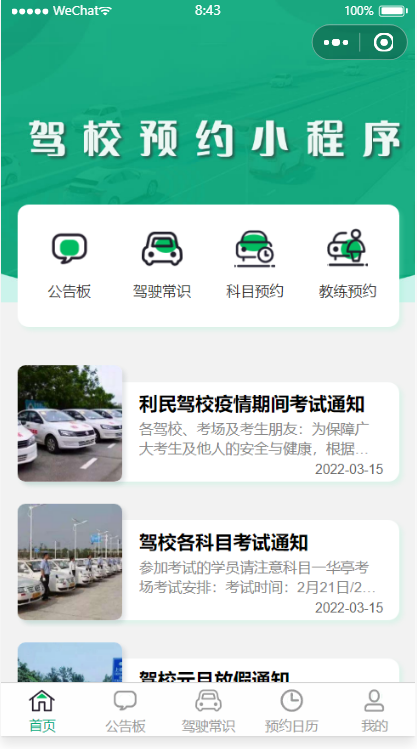 WeChat
8:43
100%
驾校预约小程序
公告板
驾驶常识
科目预约
教练预约
利民驾校疫情期间考试通知
各驾校、考场及考生朋友：为保障广
大考生及他人的安全与健康，根据...
2022-03-15
驾校各科目考试通知
参加考试的学员请注意科目一华亭考
场考试安排：考试时间：2月21日/2...
2022-03-15
驾校元旦放假通知
首页
公告板
驾驶常识
预约日历
我的